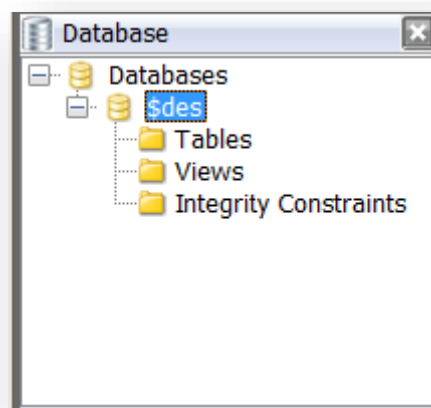 Database
Databases
$des
Tables
Views
Integrity Constraints